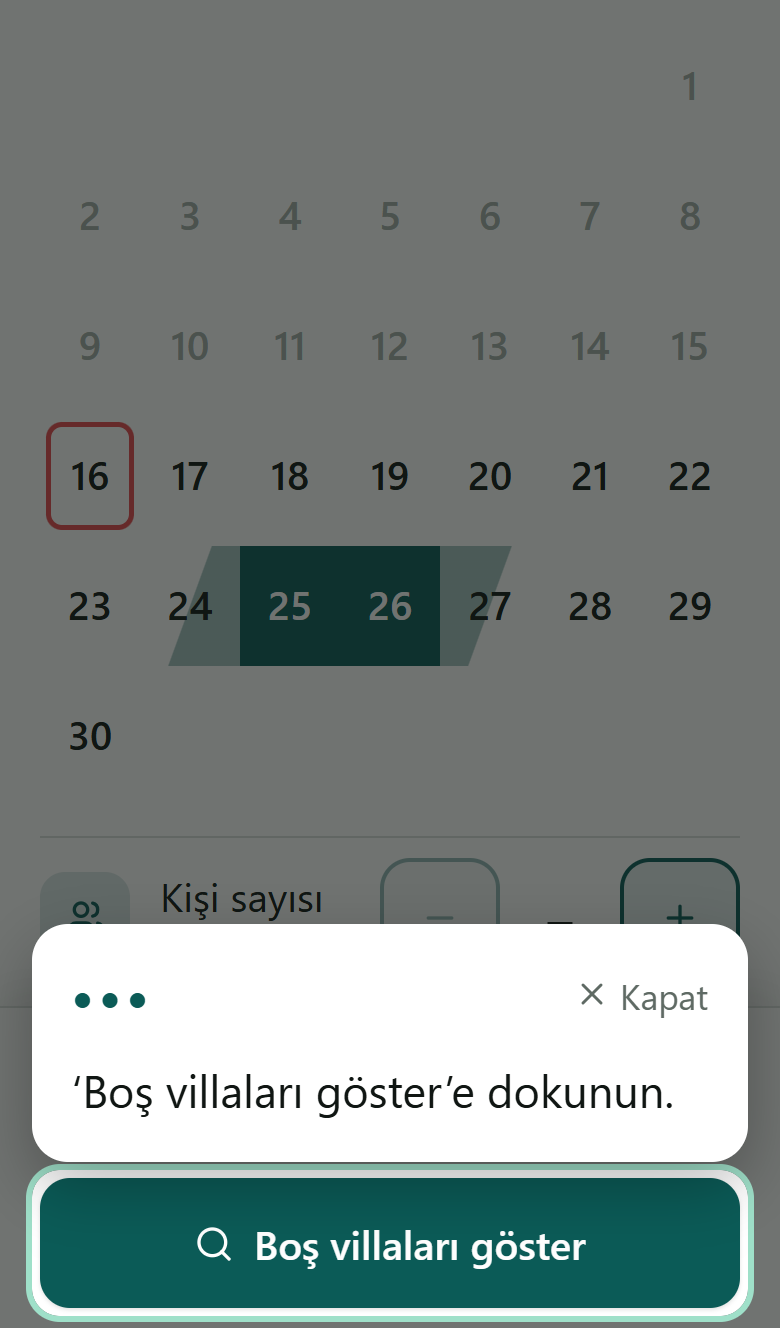 1
2 3 4 5 6 7 8
9 10 11 12 13 14 15
16 17 18 19 20 21 22
23 24 25 26 27 28 29
30
Kişi sayısı
Kapat
‘Boş villaları göster’e dokunun.
Boş villaları göster